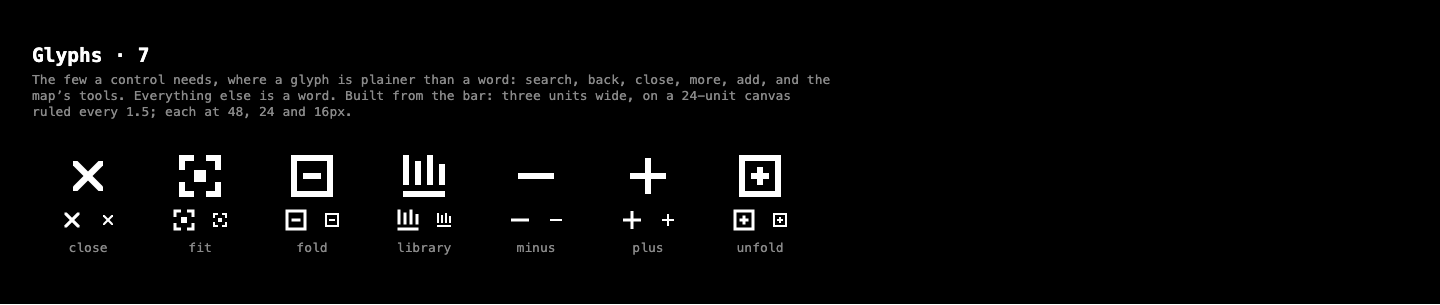 Glyphs · 7
The few a control needs, where a glyph is plainer than a word: search, back, close, more, add, and the
map’s tools. Everything else is a word. Built from the bar: three units wide, on a 24–unit canvas
ruled every 1.5; each at 48, 24 and 16px.
close fit fold library minus plus unfold